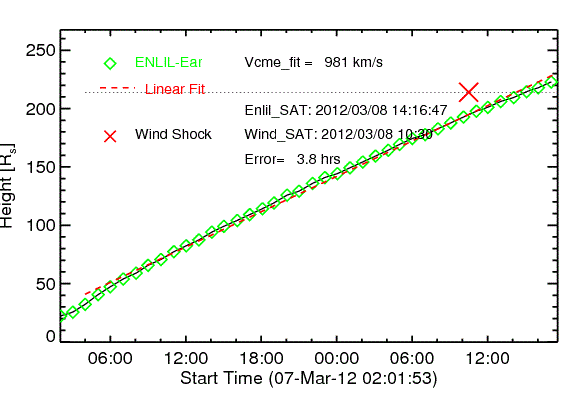 250
200
150
100
50
0
Height [Rs]
ENLIL-Ear
Linear Fit
Wind Shock
Vcme_fit = 981 km/s
Enlil_SAT: 2012/03/08 14:16:47
Wind_SAT: 2012/03/08 10:30
Error= 3.8 hrs
06:00 12:00 18:00 00:00 06:00 12:00
Start Time (07-Mar-12 02:01:53)